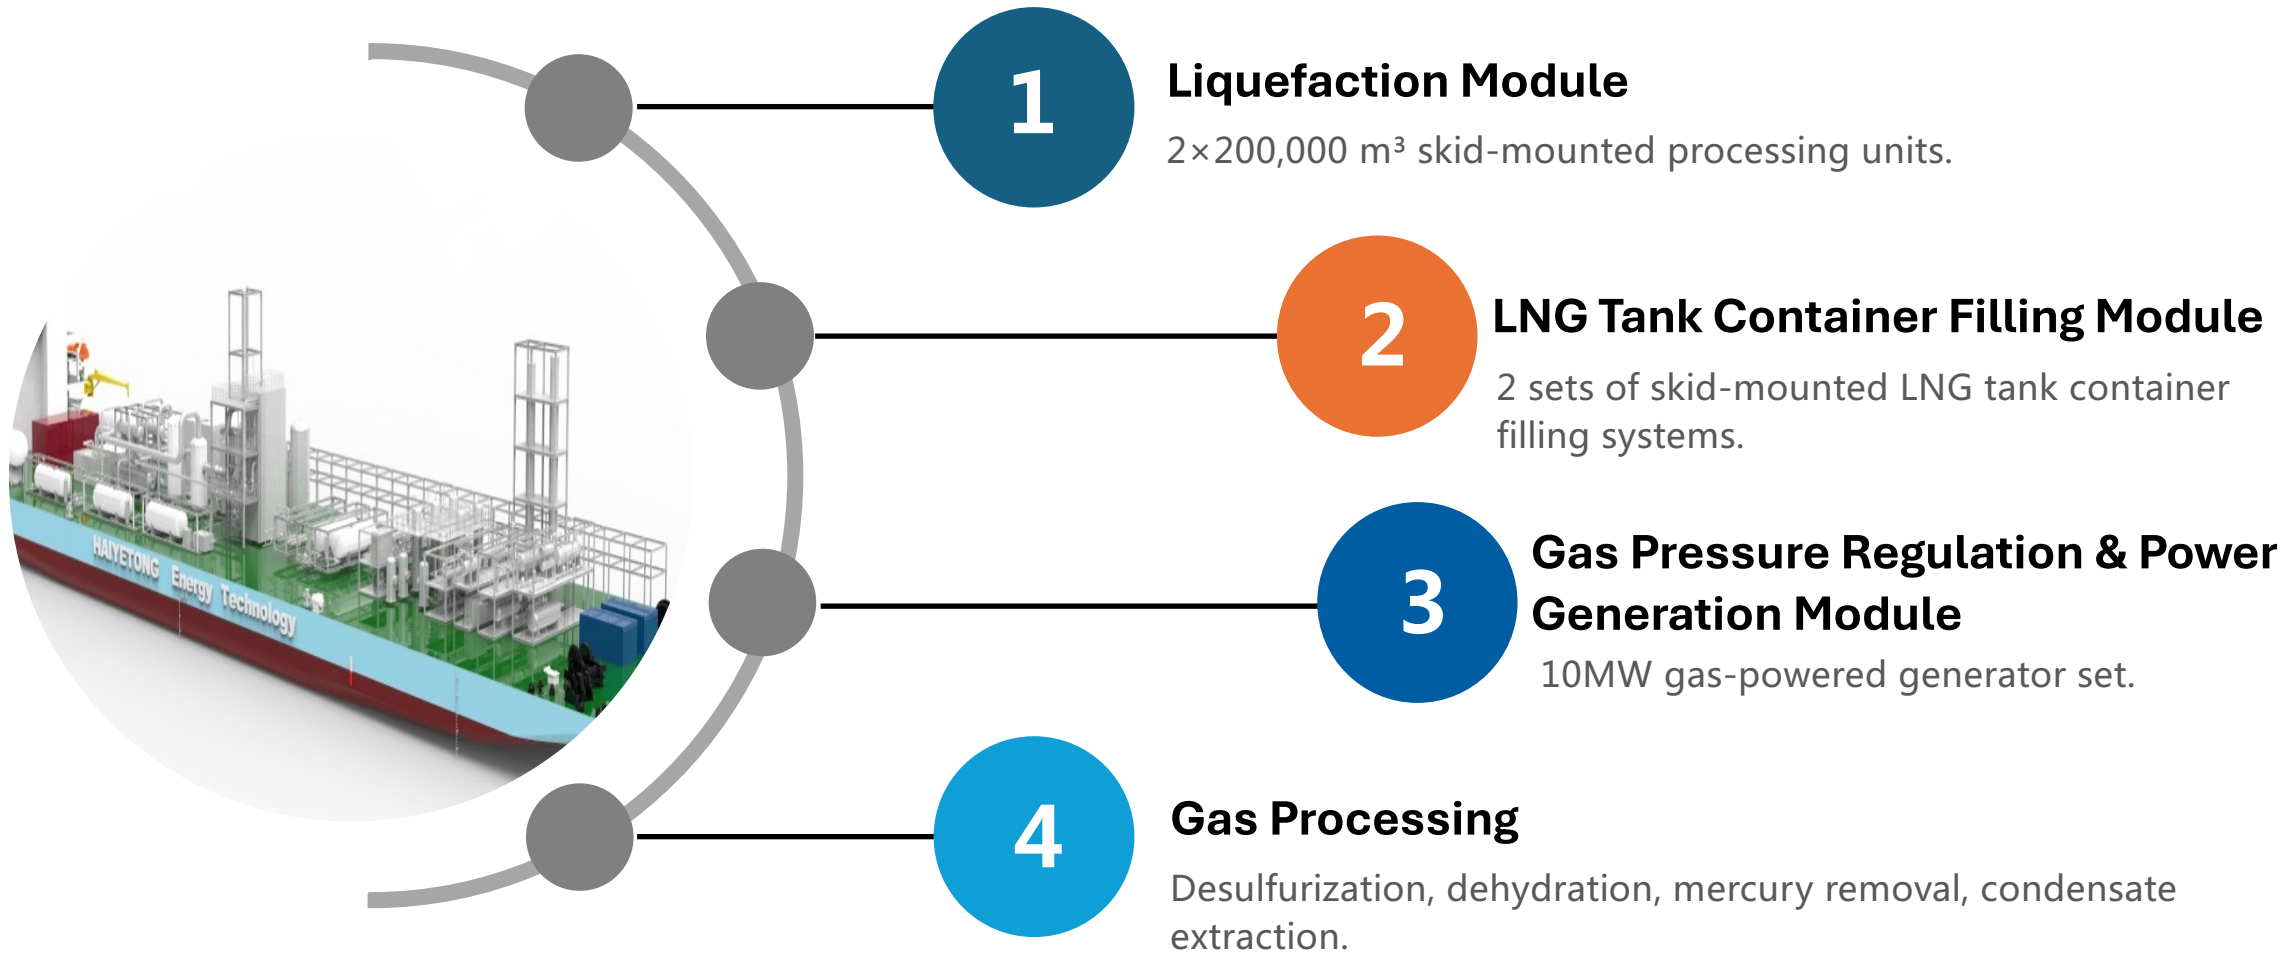 1
Liquefaction Module
2×200,000 m³ skid-mounted processing units.
2
LNG Tank Container Filling Module
2 sets of skid-mounted LNG tank container
filling systems.
3
Gas Pressure Regulation & Power
Generation Module
10MW gas-powered generator set.
4
Gas Processing
Desulfurization, dehydration, mercury removal, condensate
extraction.
HAIYETONG Energy Technology